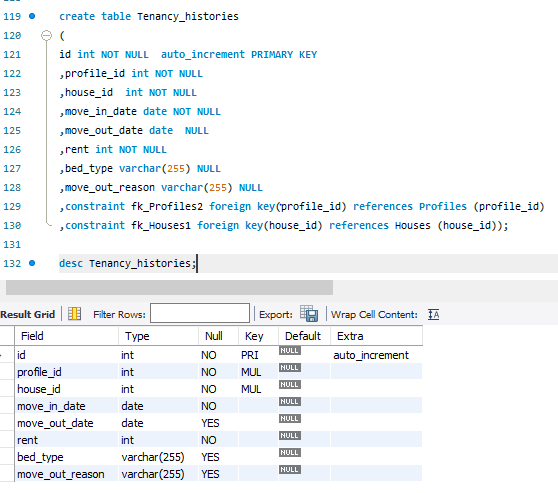 119 create table Tenancy_histories
120 (
121 id int NOT NULL  auto_increment PRIMARY KEY
122 ,profile_id int NOT NULL
123 ,house_id  int NOT NULL
124 ,move_in_date date NOT NULL
125 ,move_out_date date  NULL
126 ,rent int NOT NULL
127 ,bed_type varchar(255) NULL
128 ,move_out_reason varchar(255) NULL
129 ,constraint fk_Profiles2 foreign key(profile_id) references Profiles (profile_id)
130 ,constraint fk_Houses1 foreign key(house_id) references Houses (house_id));
131
132 desc Tenancy_histories;
Result Grid Filter Rows: Export: Wrap Cell Content: IA
Field Type Null Key Default Extra
id int NO PRI NULL auto_increment
profile_id int NO MUL NULL
house_id int NO MUL NULL
move_in_date date NO NULL
move_out_date date YES NULL
rent int NO NULL
bed_type varchar(255) YES NULL
move_out_reason varchar(255) YES NULL